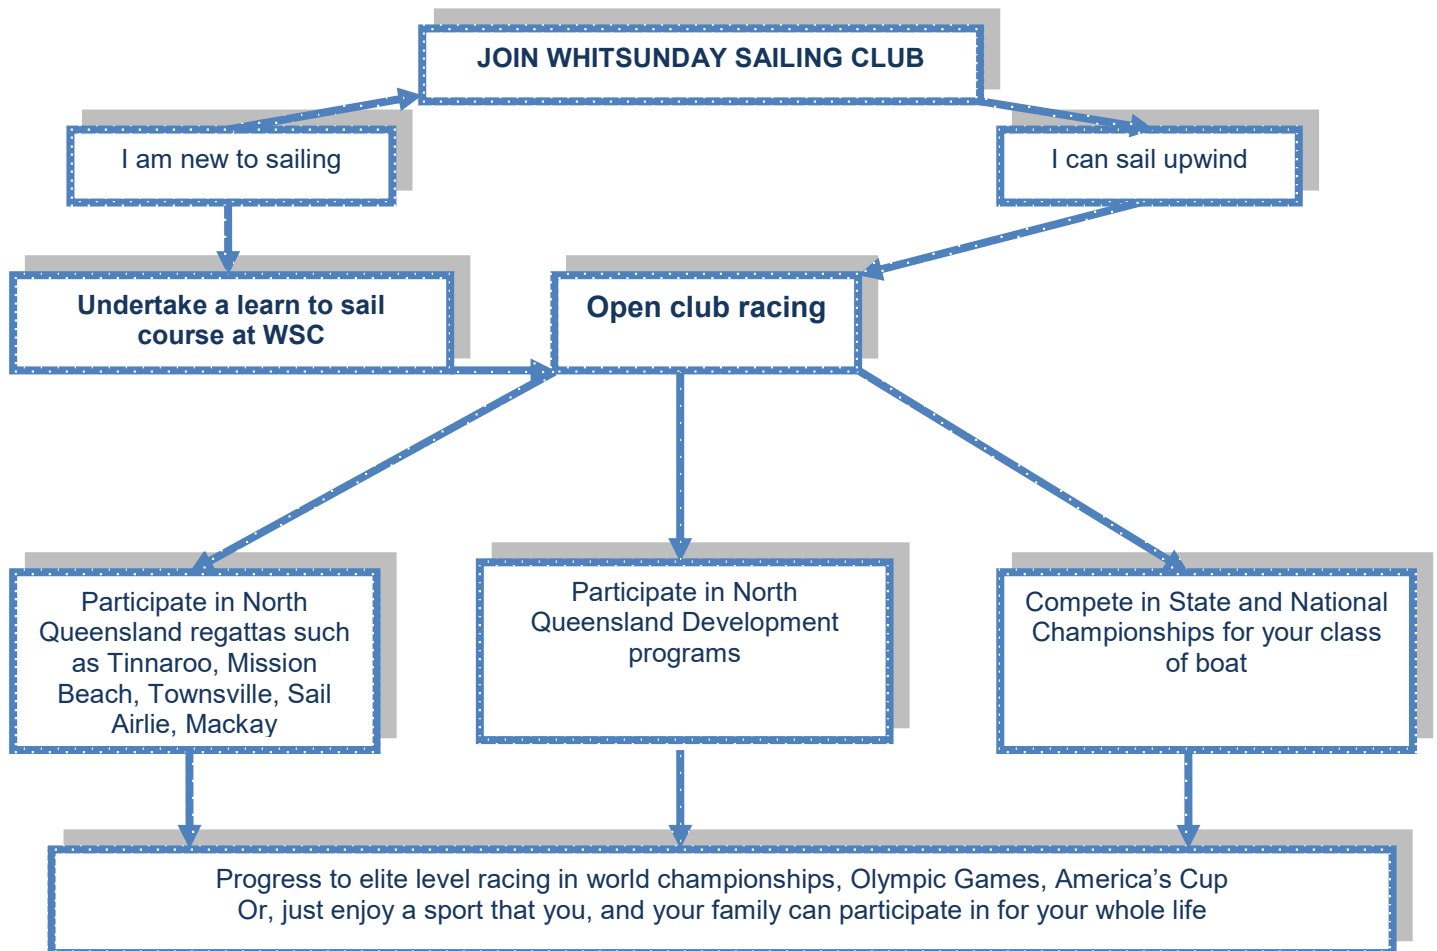 JOIN WHITSUNDAY SAILING CLUB
I am new to sailing
I can sail upwind
Undertake a learn to sail
course at WSC
Open club racing
Participate in North
Queensland regattas such
as Tinnaroo, Mission
Beach, Townsville, Sail
Airlie, Mackay
Participate in North
Queensland Development
programs
Compete in State and National
Championships for your class
of boat
Progress to elite level racing in world championships, Olympic Games, America’s Cup
Or, just enjoy a sport that you, and your family can participate in for your whole life